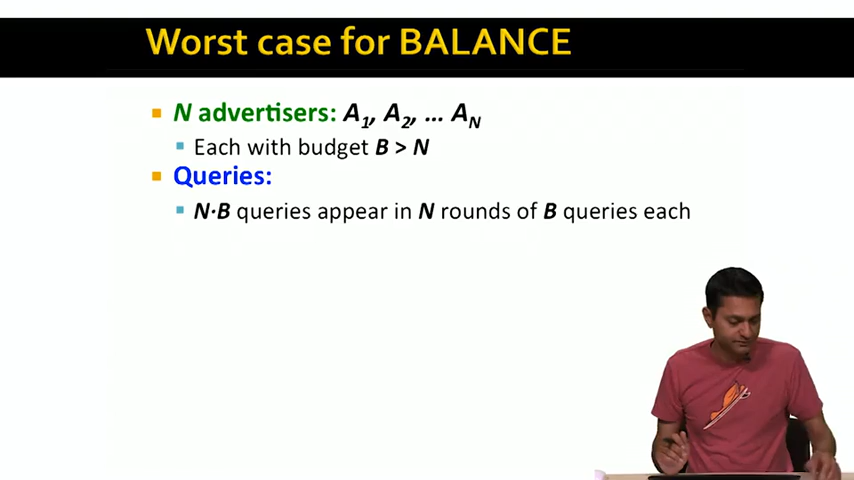 Worst case for BALANCE
N advertisers: A1, A2, … AN
Each with budget B > N
Queries:
N·B queries appear in N rounds of B queries each